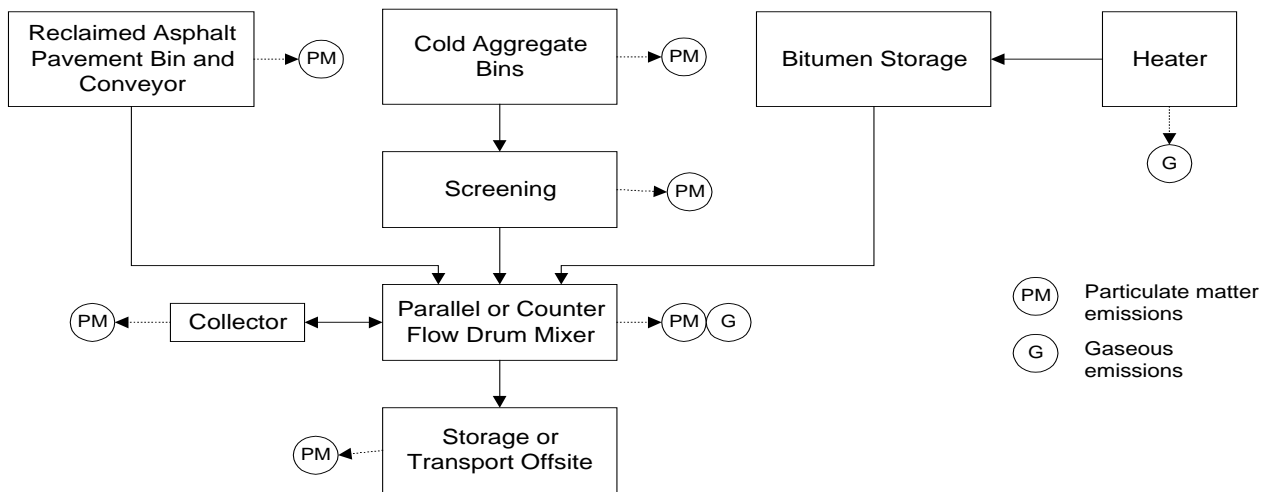 Reclaimed Asphalt
Pavement Bin and
Conveyor
PM
Cold Aggregate
Bins
PM
Bitumen Storage
Heater
G
Screening
PM
PM
Collector
Parallel or Counter
Flow Drum Mixer
PM
G
Storage or
Transport Offsite
PM
PM
Particulate matter
emissions
G
Gaseous
emissions